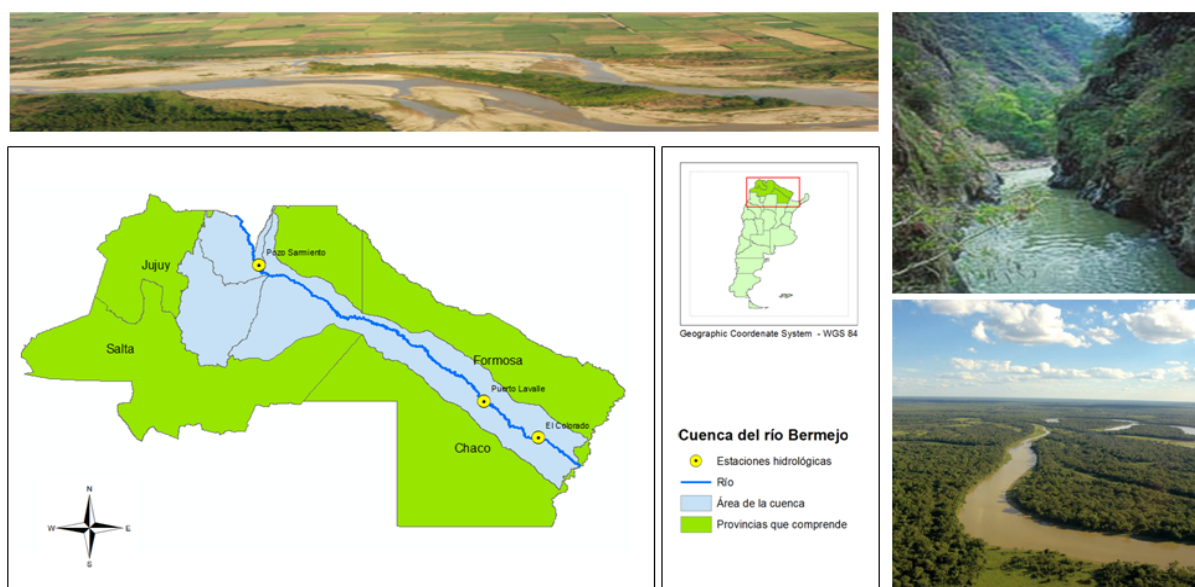 Pozo Sarmiento
Jujuy
Salta
Formosa
Puerto Lavalle
El Colorado
Chaco
N
W
E
S
Geographic Coordenate System - WGS 84
Cuenca del río Bermejo
Estaciones hidrológicas
Río
Área de la cuenca
Provincias que comprende